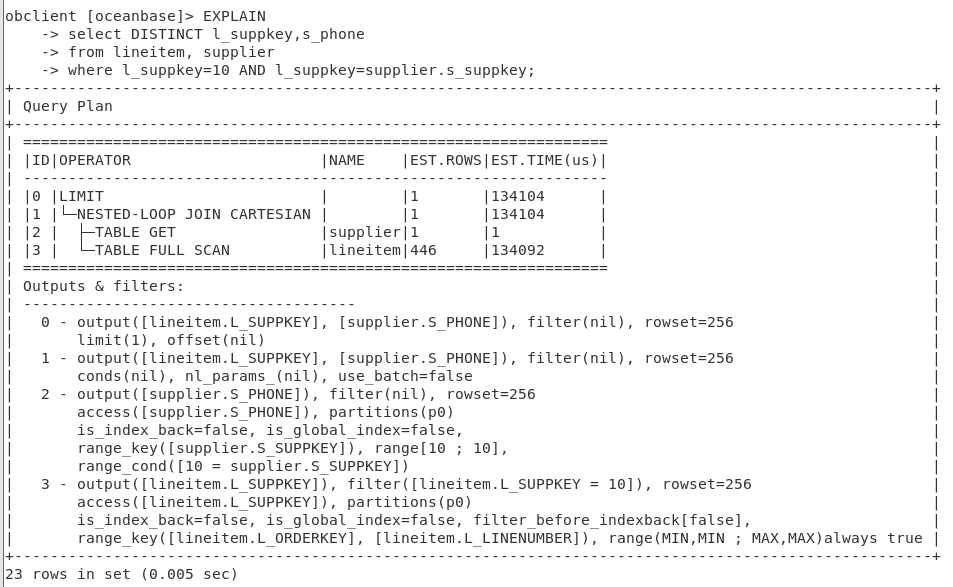 obclient [oceanbase]> EXPLAIN
    -> select DISTINCT l_suppkey,s_phone
    -> from lineitem, supplier
    -> where l_suppkey=10 AND l_suppkey=supplier.s_suppkey;
+------------------------------------------------------------------------------------------------------+
| Query Plan                                                                                           |
+------------------------------------------------------------------------------------------------------+
| =================================================================                                    |
| |ID|OPERATOR                     |NAME    |EST.ROWS|EST.TIME(us)|                                    |
| -----------------------------------------------------------------                                    |
| |0 |LIMIT                        |        |1       |134104      |                                    |
| |1 |└─NESTED-LOOP JOIN CARTESIAN |        |1       |134104      |                                    |
| |2 |  ├─TABLE GET                |supplier|1       |1           |                                    |
| |3 |  └─TABLE FULL SCAN          |lineitem|446     |134092      |                                    |
| =================================================================                                    |
| Outputs & filters:                                                                                   |
| -------------------------------------                                                                |
|   0 - output([lineitem.L_SUPPKEY], [supplier.S_PHONE]), filter(nil), rowset=256                      |
|       limit(1), offset(nil)                                                                          |
|   1 - output([lineitem.L_SUPPKEY], [supplier.S_PHONE]), filter(nil), rowset=256                      |
|       conds(nil), nl_params_(nil), use_batch=false                                                   |
|   2 - output([supplier.S_PHONE]), filter(nil), rowset=256                                            |
|       access([supplier.S_PHONE]), partitions(p0)                                                     |
|       is_index_back=false, is_global_index=false,                                                    |
|       range_key([supplier.S_SUPPKEY]), range[10 ; 10],                                               |
|       range_cond([10 = supplier.S_SUPPKEY])                                                          |
|   3 - output([lineitem.L_SUPPKEY]), filter([lineitem.L_SUPPKEY = 10]), rowset=256                    |
|       access([lineitem.L_SUPPKEY]), partitions(p0)                                                   |
|       is_index_back=false, is_global_index=false, filter_before_indexback[false],                    |
|       range_key([lineitem.L_ORDERKEY], [lineitem.L_LINENUMBER]), range(MIN,MIN ; MAX,MAX)always true |
+------------------------------------------------------------------------------------------------------+
23 rows in set (0.005 sec)